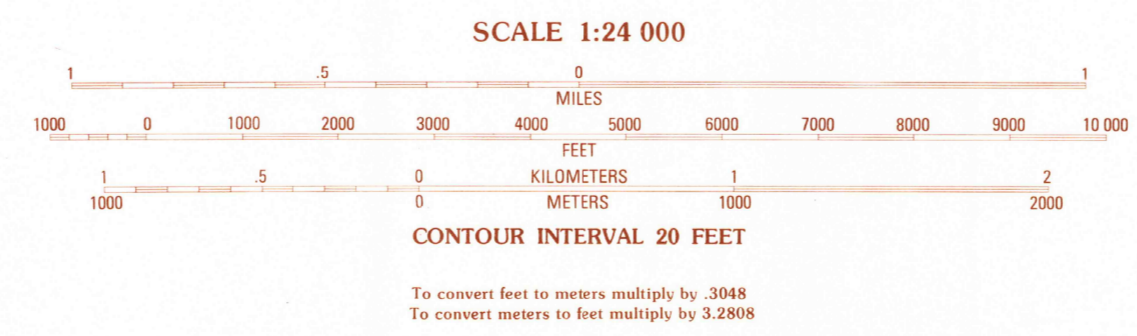 SCALE 1:24 000
1 .5 0 1
MILES
1000 0 1000 2000 3000 4000 5000 6000 7000 8000 9000 10 000
FEET
1 .5 0 KILOMETERS 1 2
1000 0 METERS 1000 2000
CONTOUR INTERVAL 20 FEET
To convert feet to meters multiply by .3048
To convert meters to feet multiply by 3.2808